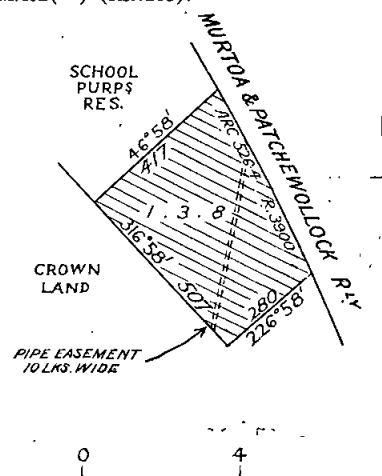 MURTOA & PATCHEWOLLOCK RLY
SCHOOL
PURPS
RES.
46°58'
417
ARC 526.4
R. 3900
1.3.8
316°58'
507
CROWN
LAND
280
226°58'
PIPE EASEMENT
10 LKS. WIDE
0 4